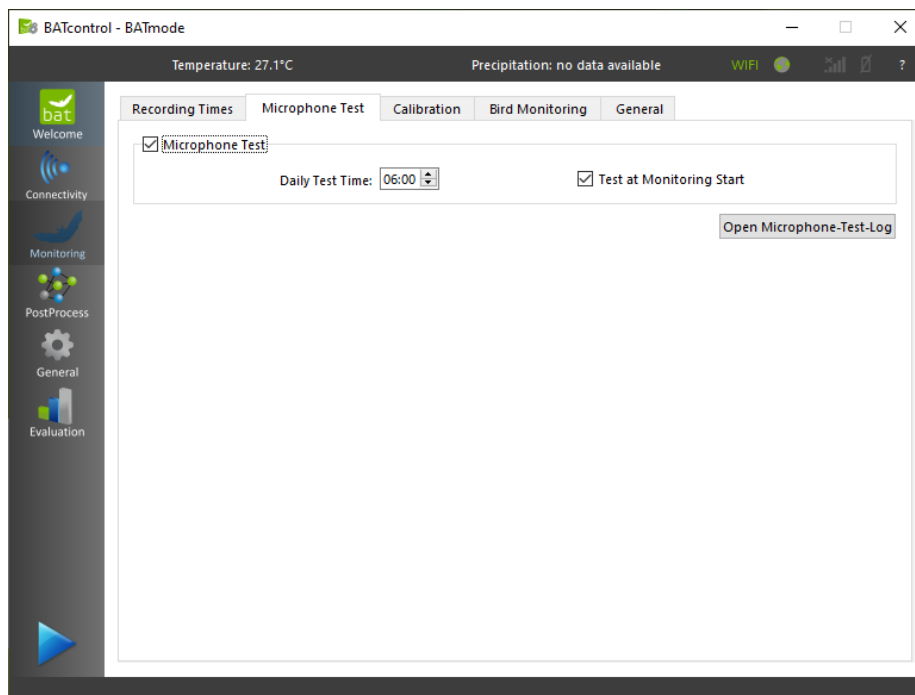 BATcontrol - BATmode
Temperature: 27.1°C Precipitation: no data available WIFI ?
bat
Welcome
Connectivity
Monitoring
PostProcess
General
Evaluation
Recording Times Microphone Test Calibration Bird Monitoring General
Microphone Test
Daily Test Time: 06:00 Test at Monitoring Start
Open Microphone-Test-Log